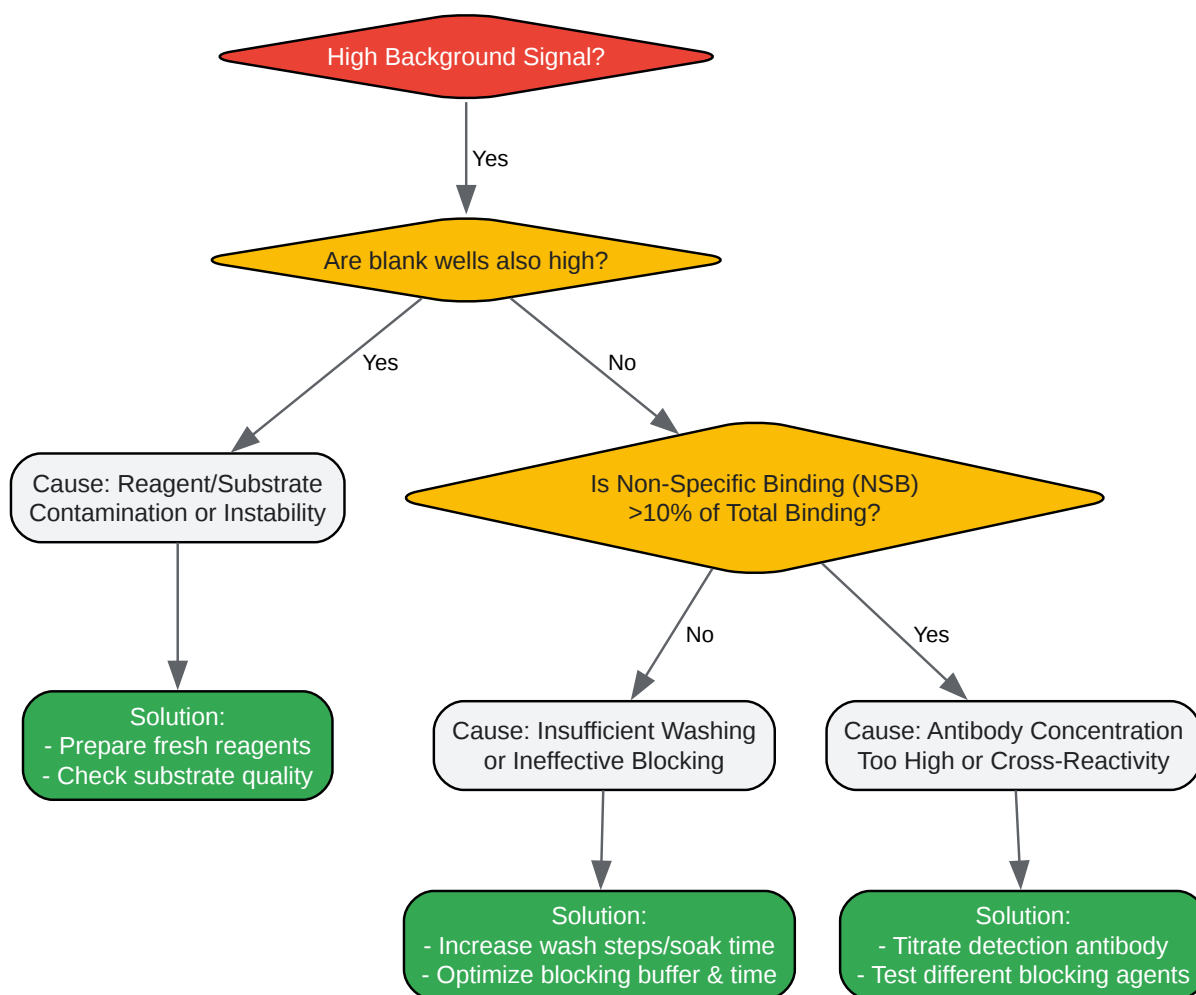 High Background Signal?
Yes
Are blank wells also high?
Yes
No
Cause: Reagent/Substrate
Contamination or Instability
Is Non-Specific Binding (NSB)
>10% of Total Binding?
No
Yes
Solution:
- Prepare fresh reagents
- Check substrate quality
Cause: Insufficient Washing
or Ineffective Blocking
Cause: Antibody Concentration
Too High or Cross-Reactivity
Solution:
- Increase wash steps/soak time
- Optimize blocking buffer & time
Solution:
- Titrate detection antibody
- Test different blocking agents